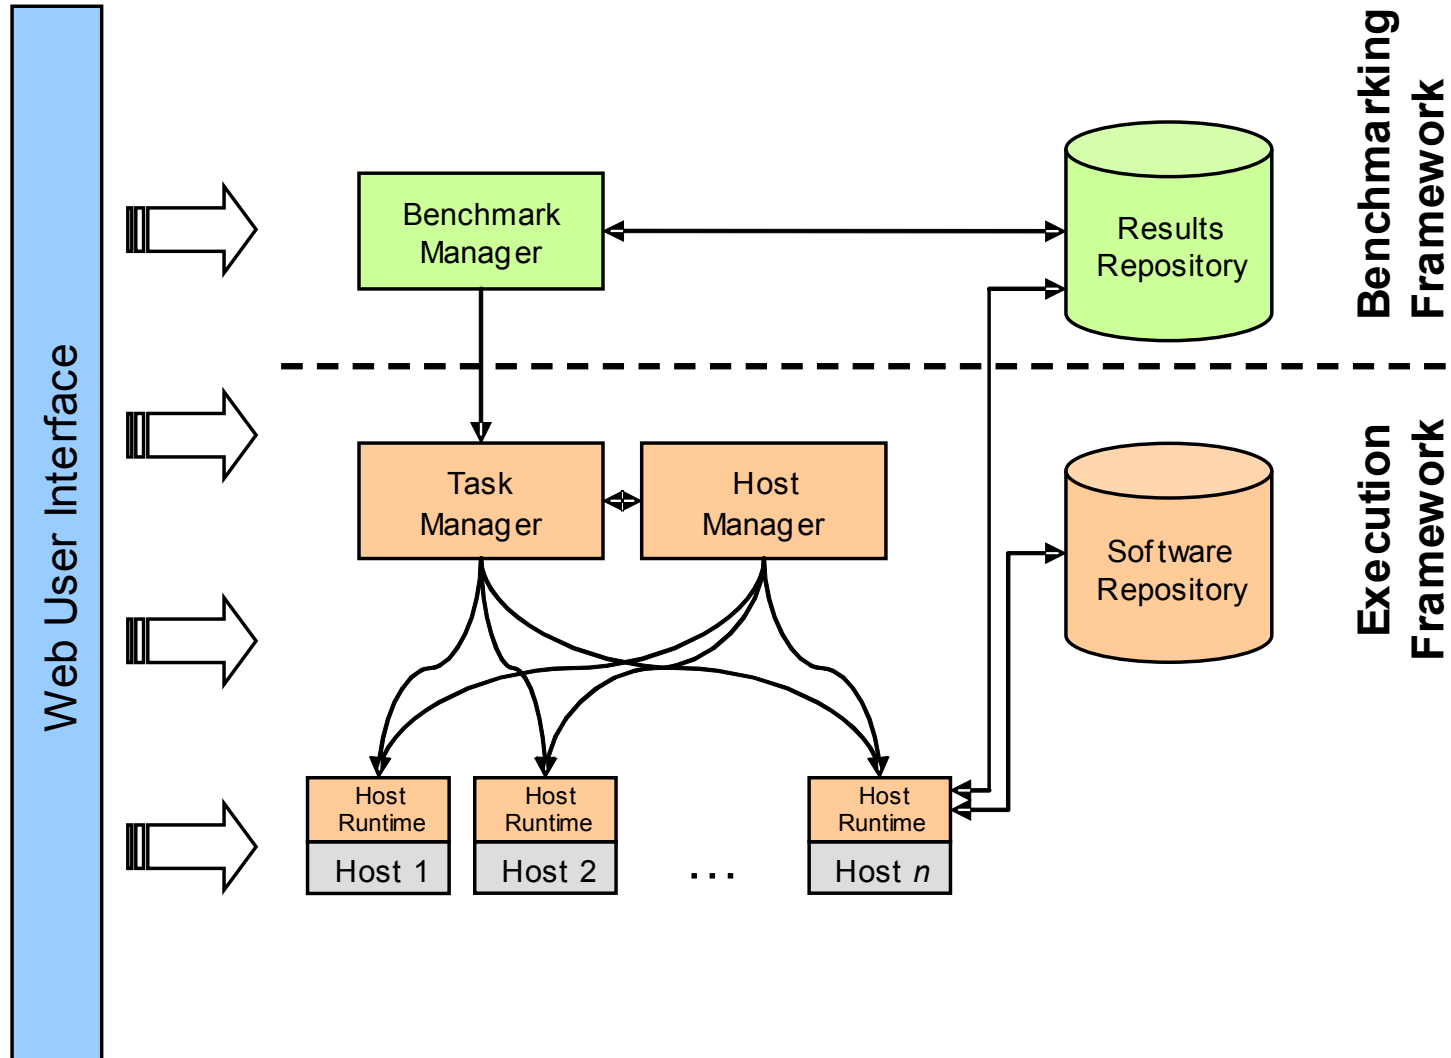 Web User Interface
Benchmarking
Framework
Benchmark
Manager
Results
Repository
Execution
Framework
Task
Manager
Host
Manager
Software
Repository
Host
Runtime
Host 1
Host
Runtime
Host 2
...
Host
Runtime
Host n